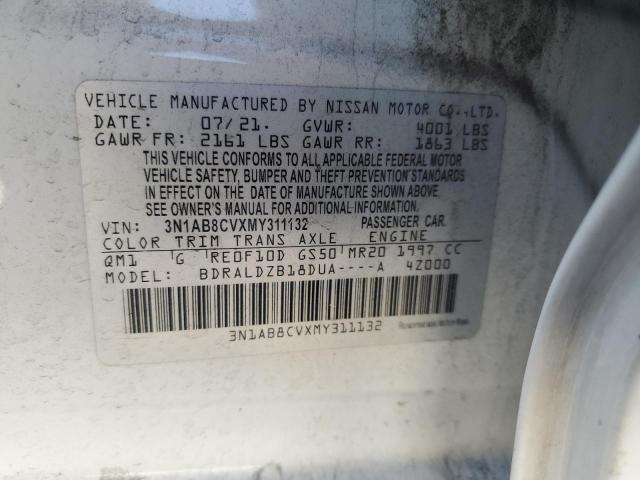 VEHICLE MANUFACTURED BY NISSAN MOTOR CO.,LTD.
DATE: 07/21. GVWR: 4001 LBS
GAWR FR: 2161 LBS GAWR RR: 1863 LBS
THIS VEHICLE CONFORMS TO ALL APPLICABLE FEDERAL MOTOR
VEHICLE SAFETY, BUMPER AND THEFT PREVENTION STANDARDS
IN EFFECT ON THE DATE OF MANUFACTURE SHOWN ABOVE.
SEE OWNER'S MANUAL FOR ADDITIONAL INFORMATION.
VIN: 3N1AB8CVXMY311132 PASSENGER CAR.
COLOR TRIM TRANS AXLE ENGINE
QM1 G RE0F10D GS50 MR20 1997 CC
MODEL: BDRALDZB18DUA----A 4Z000
3N1AB8CVXMY311132